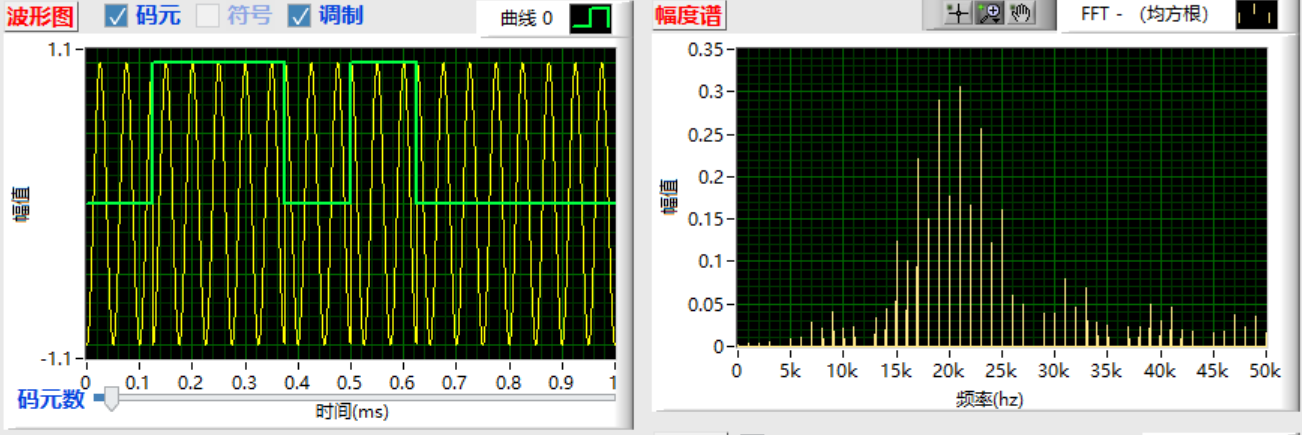 波形图 码元 符号 调制 曲线 0
1.1
幅值
-1.1
0 0.1 0.2 0.3 0.4 0.5 0.6 0.7 0.8 0.9 1
码元数
时间(ms)
幅度谱 FFT - （均方根）
0.35
0.3
0.25
0.2
幅值
0.15
0.1
0.05
0
0 5k 10k 15k 20k 25k 30k 35k 40k 45k 50k
频率(hz)